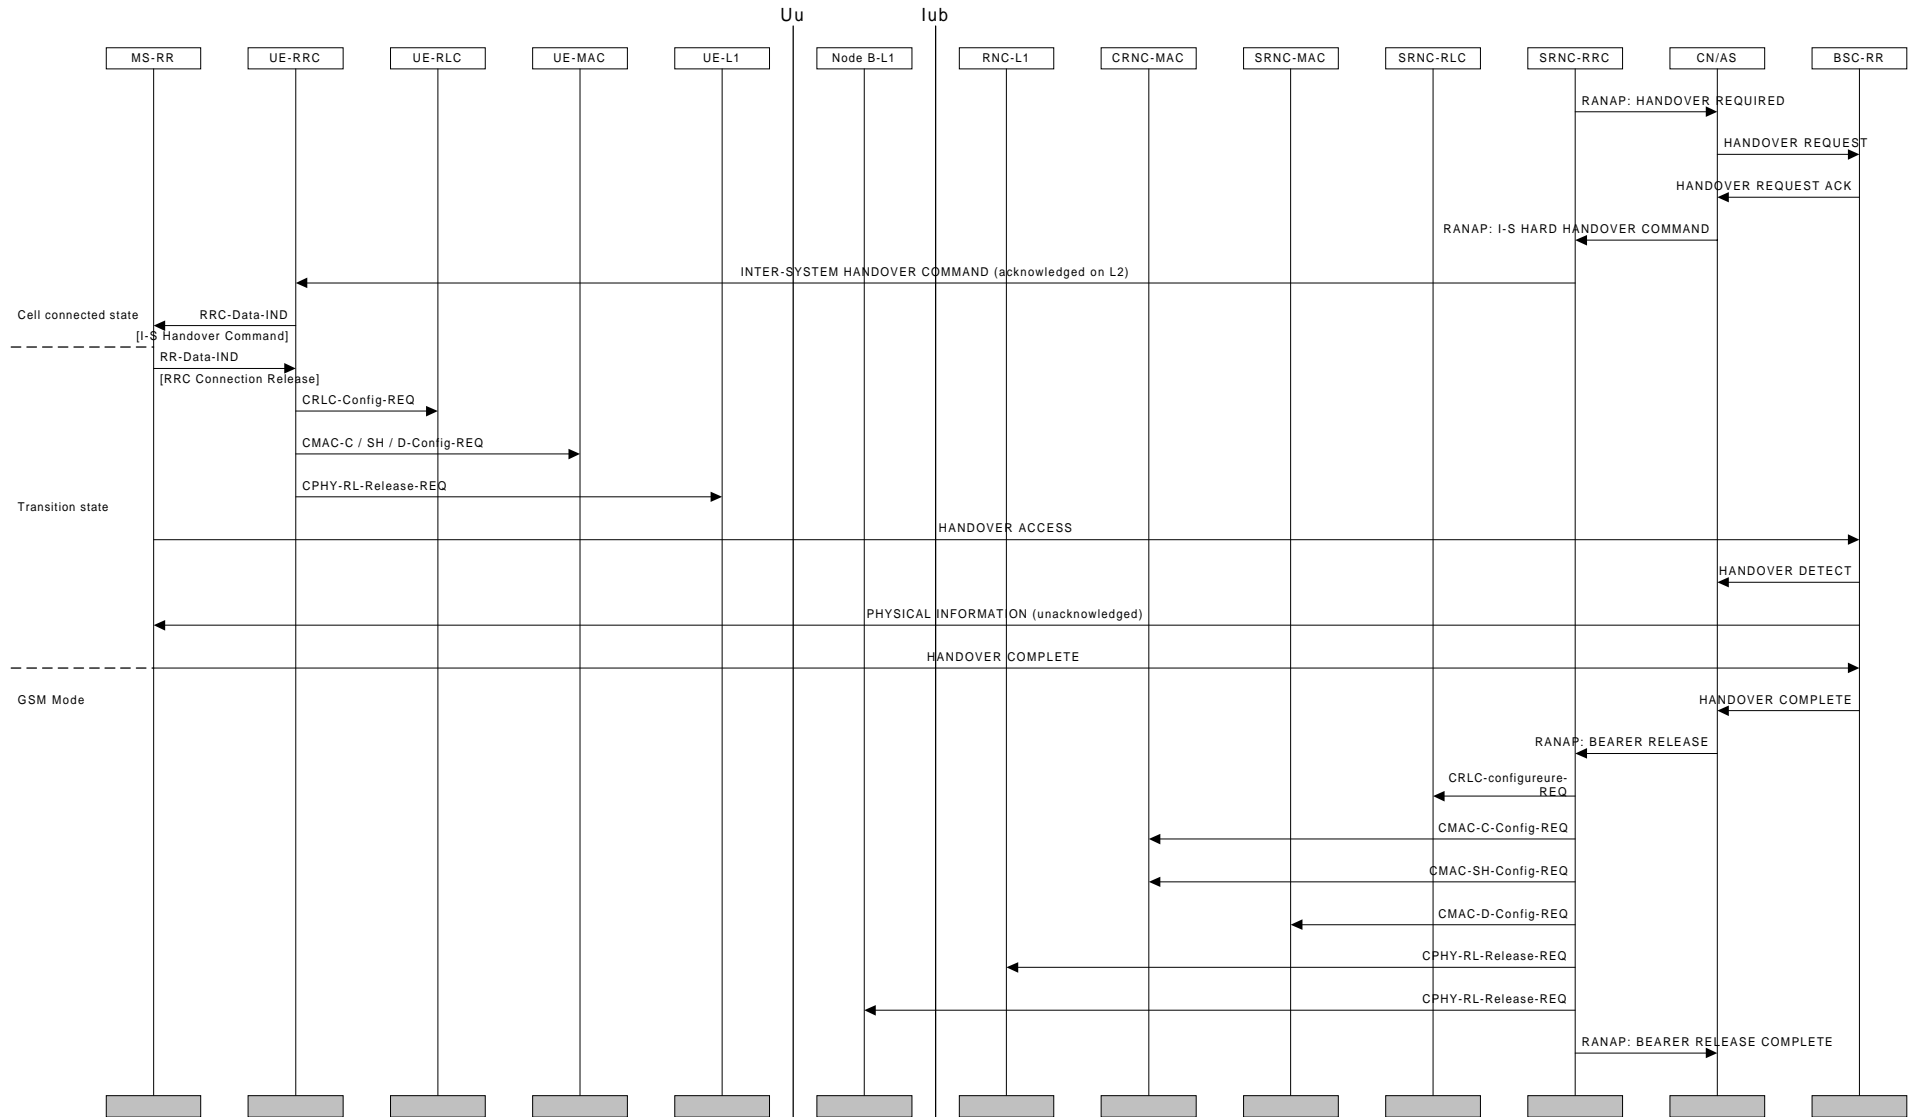 Uu
Iub
MS-RR
UE-RRC
UE-RLC
UE-MAC
UE-L1
Node B-L1
RNC-L1
CRNC-MAC
SRNC-MAC
SRNC-RLC
SRNC-RRC
CN/AS
BSC-RR
RANAP: HANDOVER REQUIRED
HANDOVER REQUEST
HANDOVER REQUEST ACK
RANAP: I-S HARD HANDOVER COMMAND
INTER-SYSTEM HANDOVER COMMAND (acknowledged on L2)
Cell connected state
RRC-Data-IND
[I-S Handover Command]
RR-Data-IND
[RRC Connection Release]
CRLC-Config-REQ
CMAC-C / SH / D-Config-REQ
CPHY-RL-Release-REQ
Transition state
HANDOVER ACCESS
HANDOVER DETECT
PHYSICAL INFORMATION (unacknowledged)
HANDOVER COMPLETE
GSM Mode
HANDOVER COMPLETE
RANAP: BEARER RELEASE
CRLC-configureure-
REQ
CMAC-C-Config-REQ
CMAC-SH-Config-REQ
CMAC-D-Config-REQ
CPHY-RL-Release-REQ
CPHY-RL-Release-REQ
RANAP: BEARER RELEASE COMPLETE